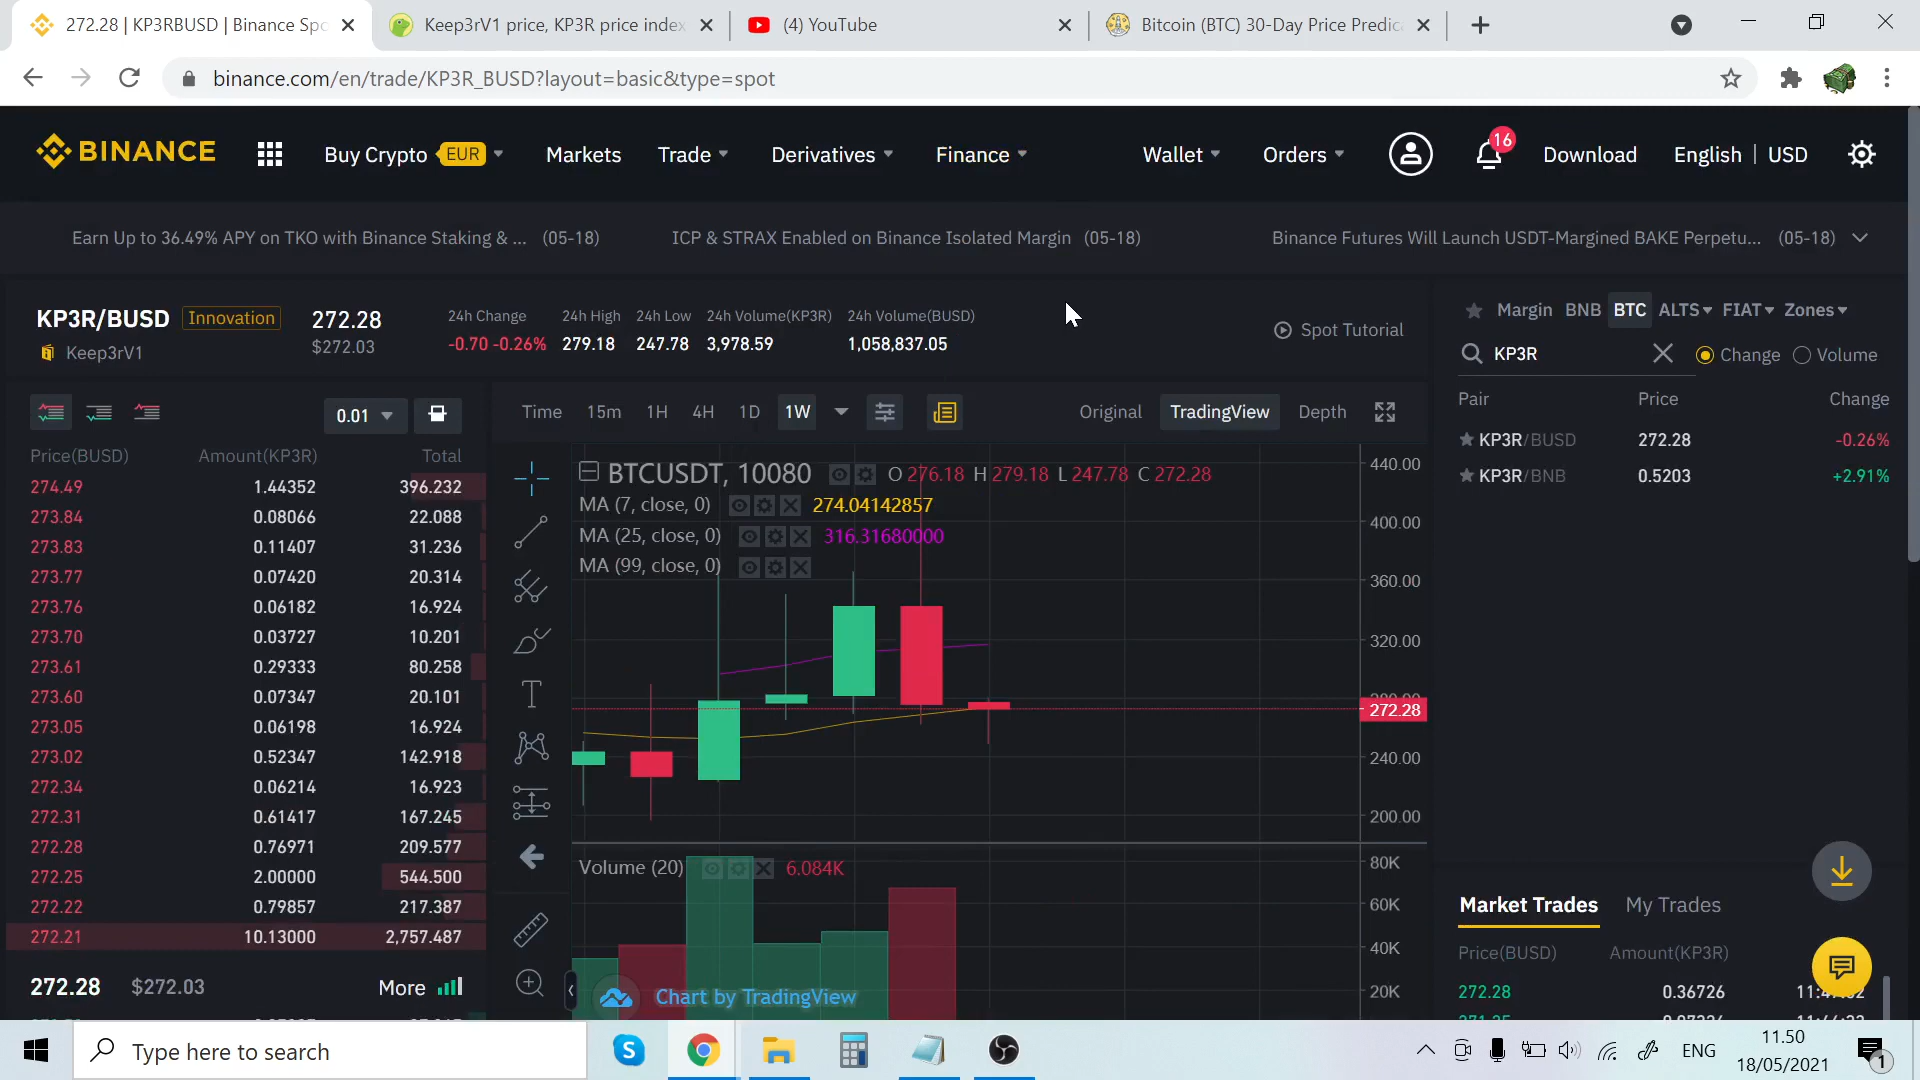 272.28 | KP3RBUSD | Binance Spo
Keep3rV1 price, KP3R price index
(4) YouTube
Bitcoin (BTC) 30-Day Price Predic
binance.com/en/trade/KP3R_BUSD?layout=basic&type=spot
BINANCE
Buy Crypto EUR
Markets
Trade
Derivatives
Finance
Wallet
Orders
16
Download
English | USD
Earn Up to 36.49% APY on TKO with Binance Staking & ... (05-18)
ICP & STRAX Enabled on Binance Isolated Margin (05-18)
Binance Futures Will Launch USDT-Margined BAKE Perpetu... (05-18)
KP3R/BUSD Innovation
Keep3rV1
272.28
$272.03
24h Change
-0.70 -0.26%
24h High
279.18
24h Low
247.78
24h Volume(KP3R)
3,978.59
24h Volume(BUSD)
1,058,837.05
Spot Tutorial
0.01
Price(BUSD) Amount(KP3R) Total
274.49 1.44352 396.232
273.84 0.08066 22.088
273.83 0.11407 31.236
273.77 0.07420 20.314
273.76 0.06182 16.924
273.70 0.03727 10.201
273.61 0.29333 80.258
273.60 0.07347 20.101
273.05 0.06198 16.924
273.02 0.52347 142.918
272.34 0.06214 16.923
272.31 0.61417 167.245
272.28 0.76971 209.577
272.25 2.00000 544.500
272.22 0.79857 217.387
272.21 10.13000 2,757.487
272.28 $272.03 More
Time 15m 1H 4H 1D 1W
Original TradingView Depth
BTCUSDT, 10080 O 276.18 H 279.18 L 247.78 C 272.28
MA (7, close, 0) 274.04142857
MA (25, close, 0) 316.31680000
MA (99, close, 0)
440.00
400.00
360.00
320.00
280.00
272.28
240.00
200.00
Volume (20) 6.084K
80K
60K
40K
20K
Chart by TradingView
Margin BNB BTC ALTS FIAT Zones
KP3R
Change Volume
Pair Price Change
KP3R/BUSD 272.28 -0.26%
KP3R/BNB 0.5203 +2.91%
Market Trades My Trades
Price(BUSD) Amount(KP3R)
272.28 0.36726
Type here to search
ENG
11.50
18/05/2021
1